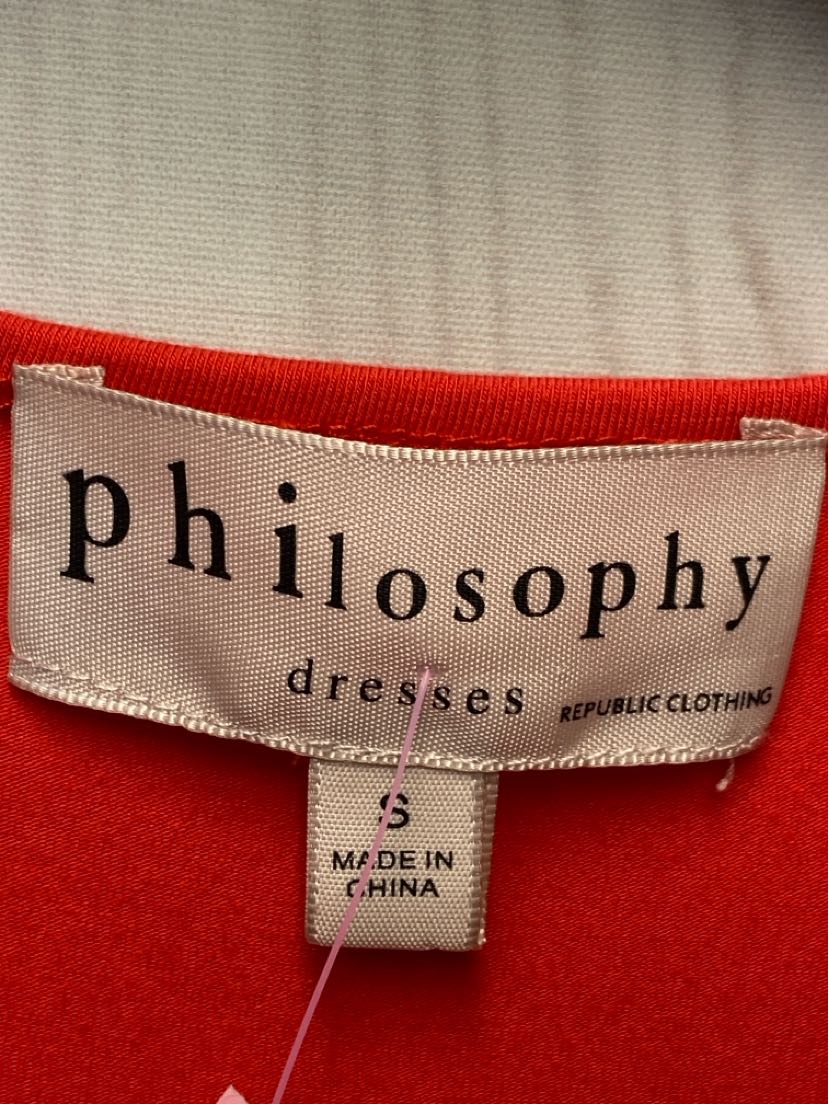 philosophy
dresses REPUBLIC CLOTHING
S
MADE IN
CHINA